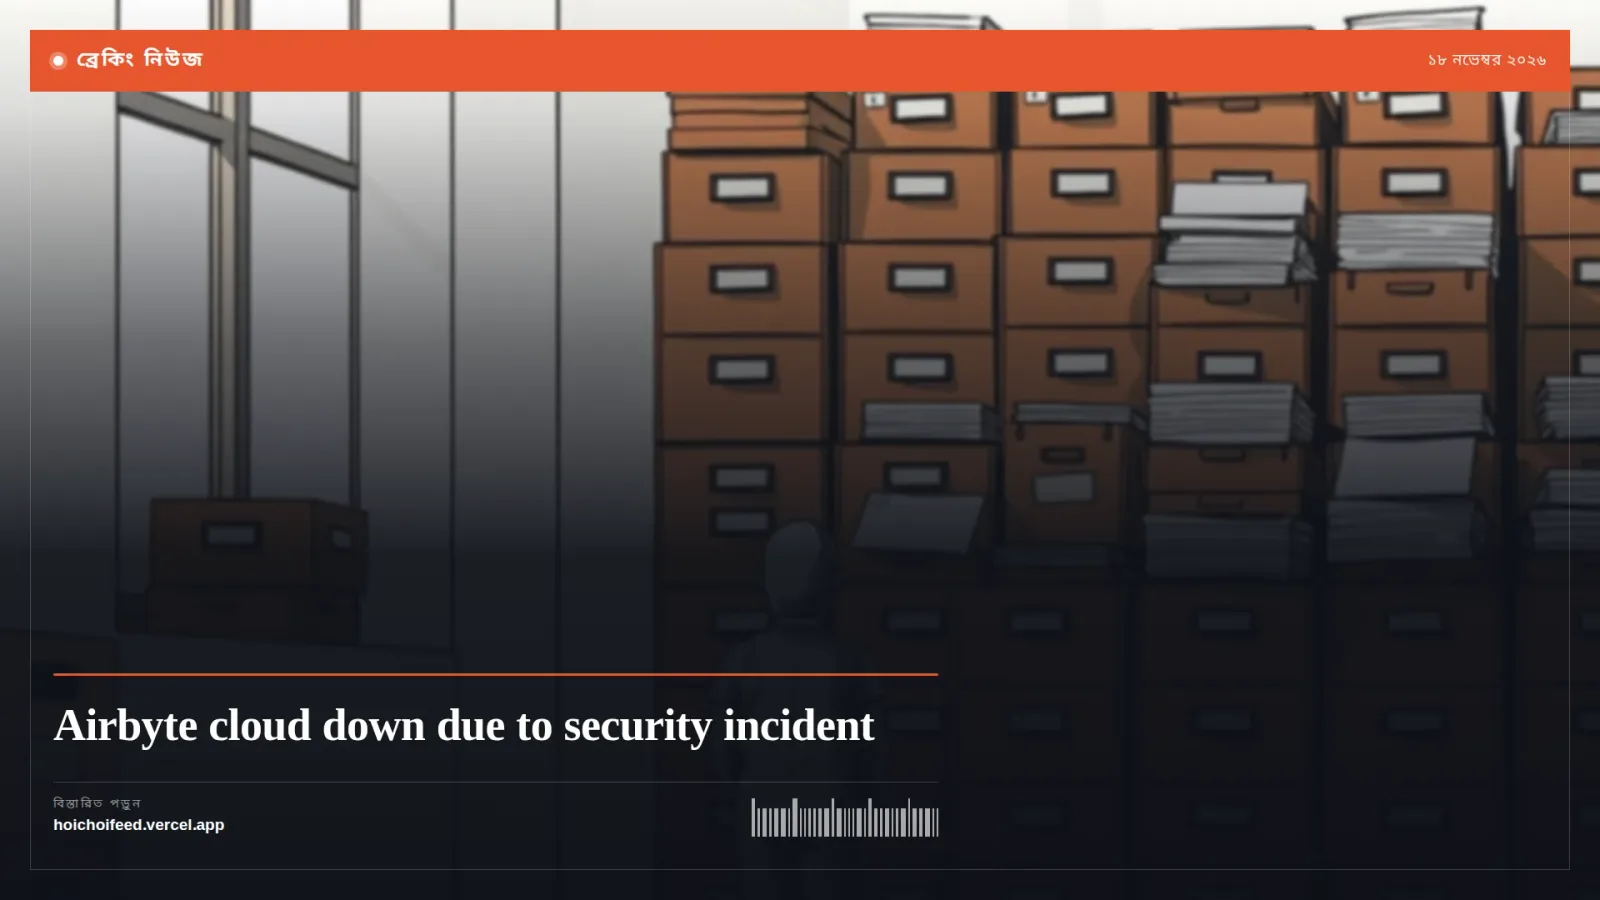 ব্রেকিং নিউজ
১৮ নভেম্বর ২০২৬
Airbyte cloud down due to security incident
বিস্তারিত পড়ুন
hoichoifeed.vercel.app